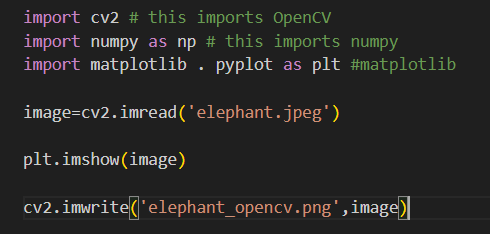 import cv2 # this imports OpenCV
import numpy as np # this imports numpy
import matplotlib . pyplot as plt #matplotlib
image=cv2.imread('elephant.jpeg')
plt.imshow(image)
cv2.imwrite('elephant_opencv.png',image)